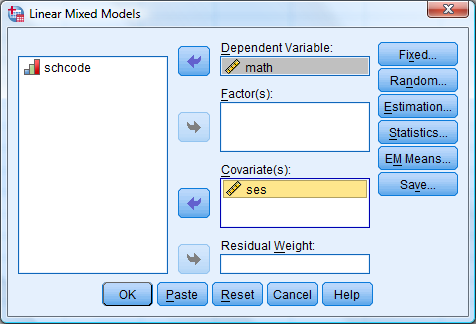 Linear Mixed Models
schcode
Dependent Variable:
math
Factor(s):
Covariate(s):
ses
Residual Weight:
Fixed...
Random...
Estimation...
Statistics...
EM Means...
Save...
OK
Paste
Reset
Cancel
Help